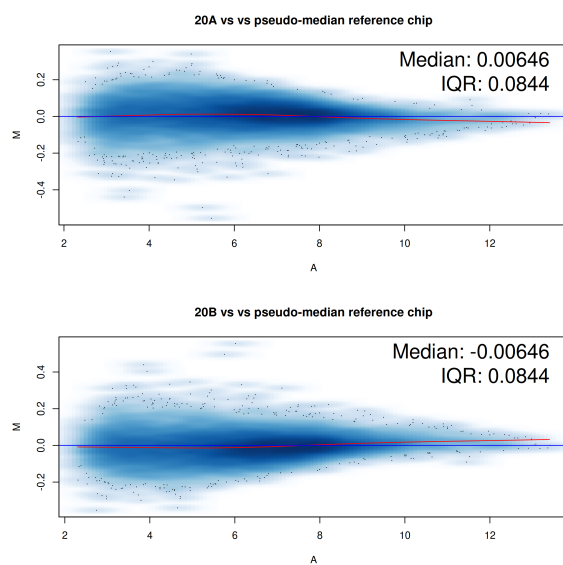 20A vs vs pseudo-median reference chip
Median: 0.00646
IQR: 0.0844
0.2
0.0
-0.2
-0.4
M
2 4 6 8 10 12
A
20B vs vs pseudo-median reference chip
Median: -0.00646
IQR: 0.0844
0.4
0.2
0.0
-0.2
M
2 4 6 8 10 12
A